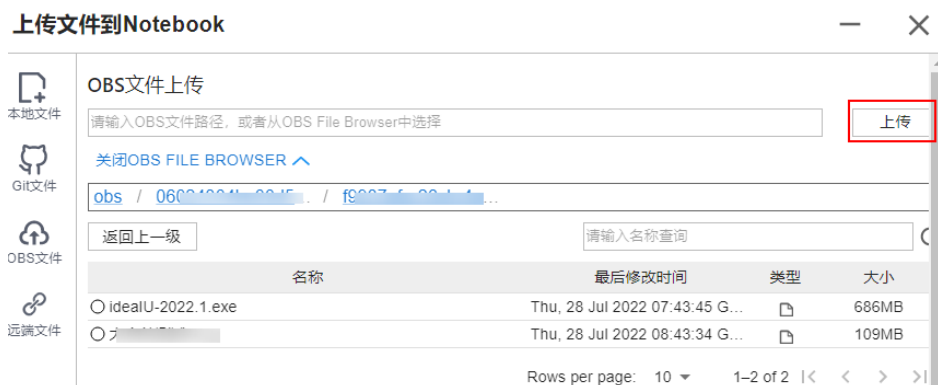 上传文件到Notebook
本地文件
Git文件
OBS文件
远端文件
OBS文件上传
请输入OBS文件路径，或者从OBS File Browser中选择
上传
关闭OBS FILE BROWSER
obs / /
返回上一级
请输入名称查询
名称 最后修改时间 类型 大小
idealU-2022.1.exe Thu, 28 Jul 2022 07:43:45 G... 686MB
Thu, 28 Jul 2022 08:43:34 G... 109MB
Rows per page: 10 1–2 of 2